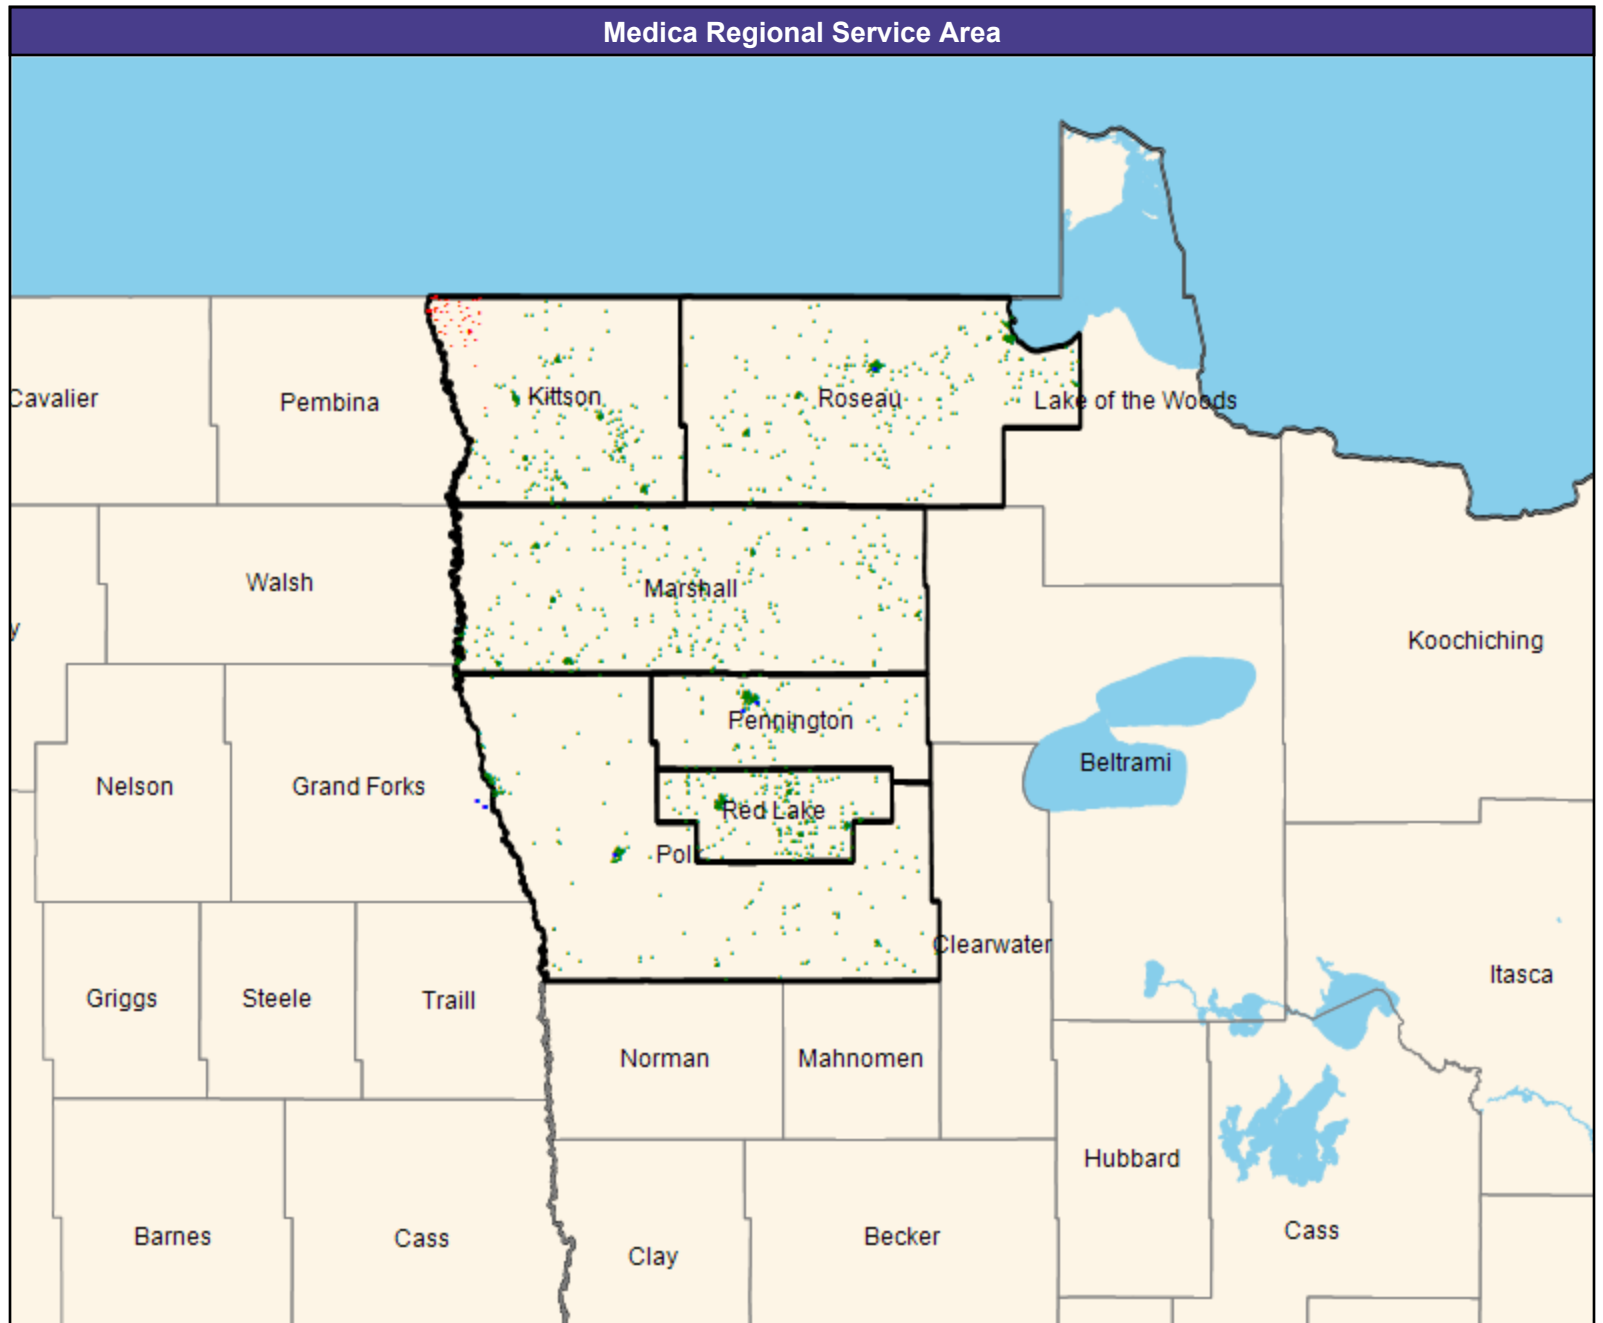 Medica Regional Service Area
Cavalier
Pembina
Kittson
Roseau
Lake of the Woods
Walsh
Marshall
y
Koochiching
Pennington
Beltrami
Nelson
Grand Forks
Red Lake
Pol
Clearwater
Itasca
Griggs
Steele
Traill
Norman
Mahnomen
Hubbard
Barnes
Cass
Clay
Becker
Cass